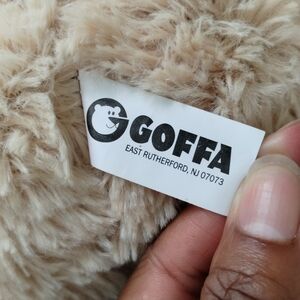 GOFFA
EAST RUTHERFORD, NJ 07073